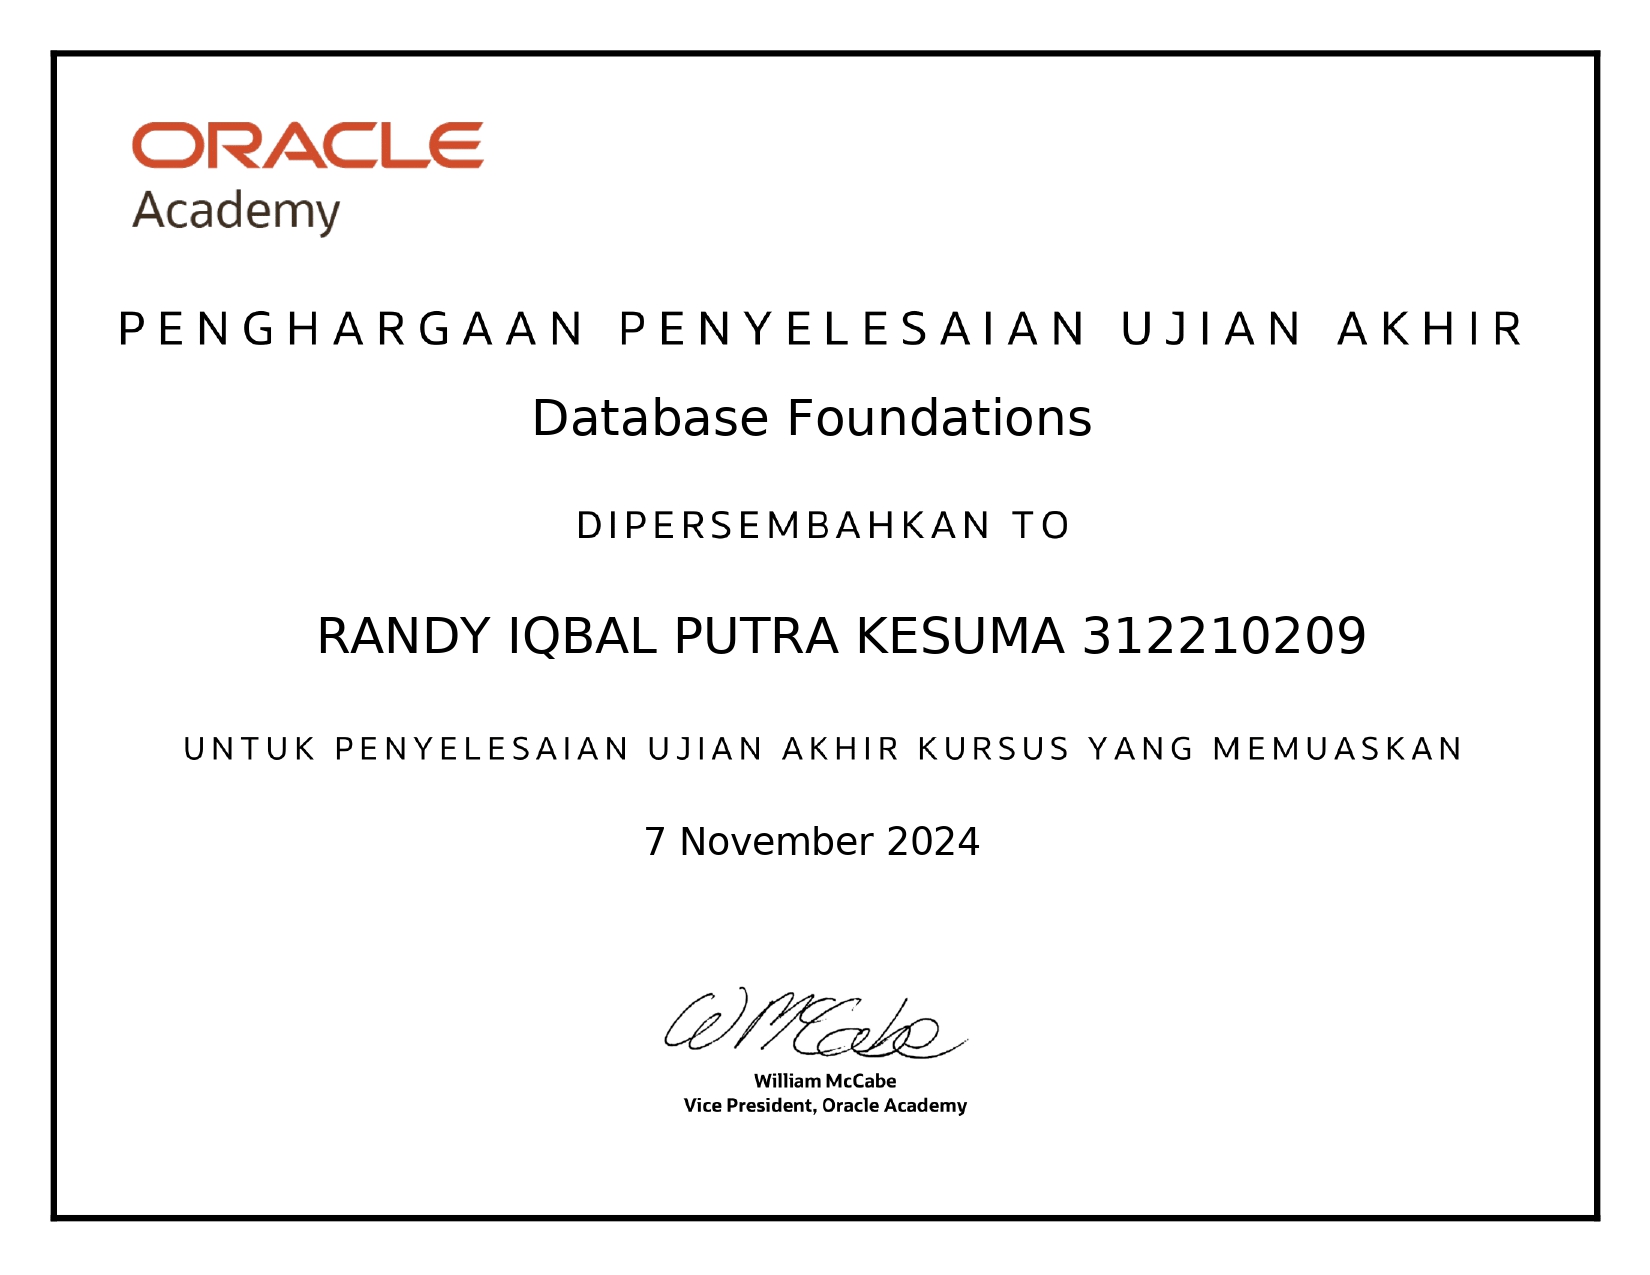 ORACLE
Academy
PENGHARGAAN PENYELESAIAN UJIAN AKHIR
Database Foundations
DIPERSEMBAHKAN TO
RANDY IQBAL PUTRA KESUMA 312210209
UNTUK PENYELESAIAN UJIAN AKHIR KURSUS YANG MEMUASKAN
7 November 2024
W McCabe
William McCabe
Vice President, Oracle Academy